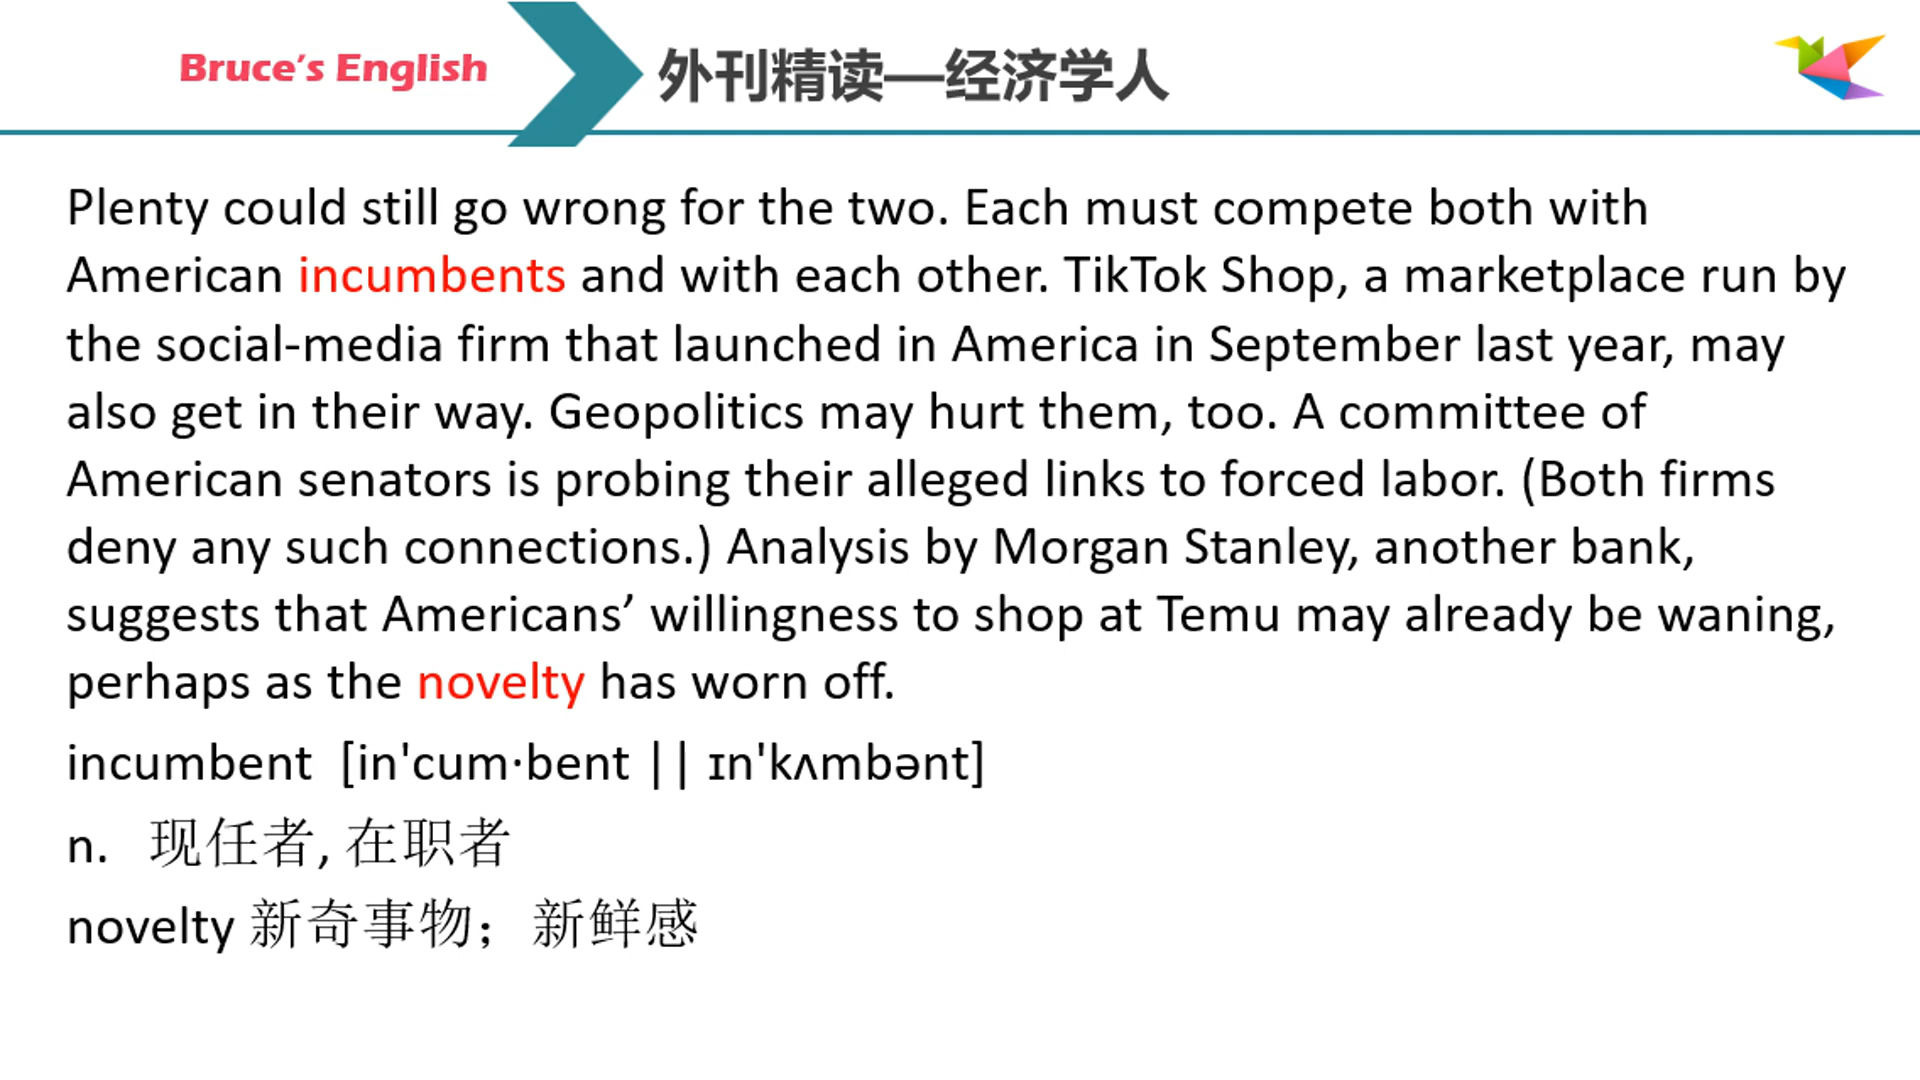 Bruce's English
外刊精读—经济学人
Plenty could still go wrong for the two. Each must compete both with
American incumbents and with each other. TikTok Shop, a marketplace run by
the social-media firm that launched in America in September last year, may
also get in their way. Geopolitics may hurt them, too. A committee of
American senators is probing their alleged links to forced labor. (Both firms
deny any such connections.) Analysis by Morgan Stanley, another bank,
suggests that Americans’ willingness to shop at Temu may already be waning,
perhaps as the novelty has worn off.
incumbent [in'cum·bent || ɪn'kʌmbənt]
n. 现任者, 在职者
novelty 新奇事物；新鲜感